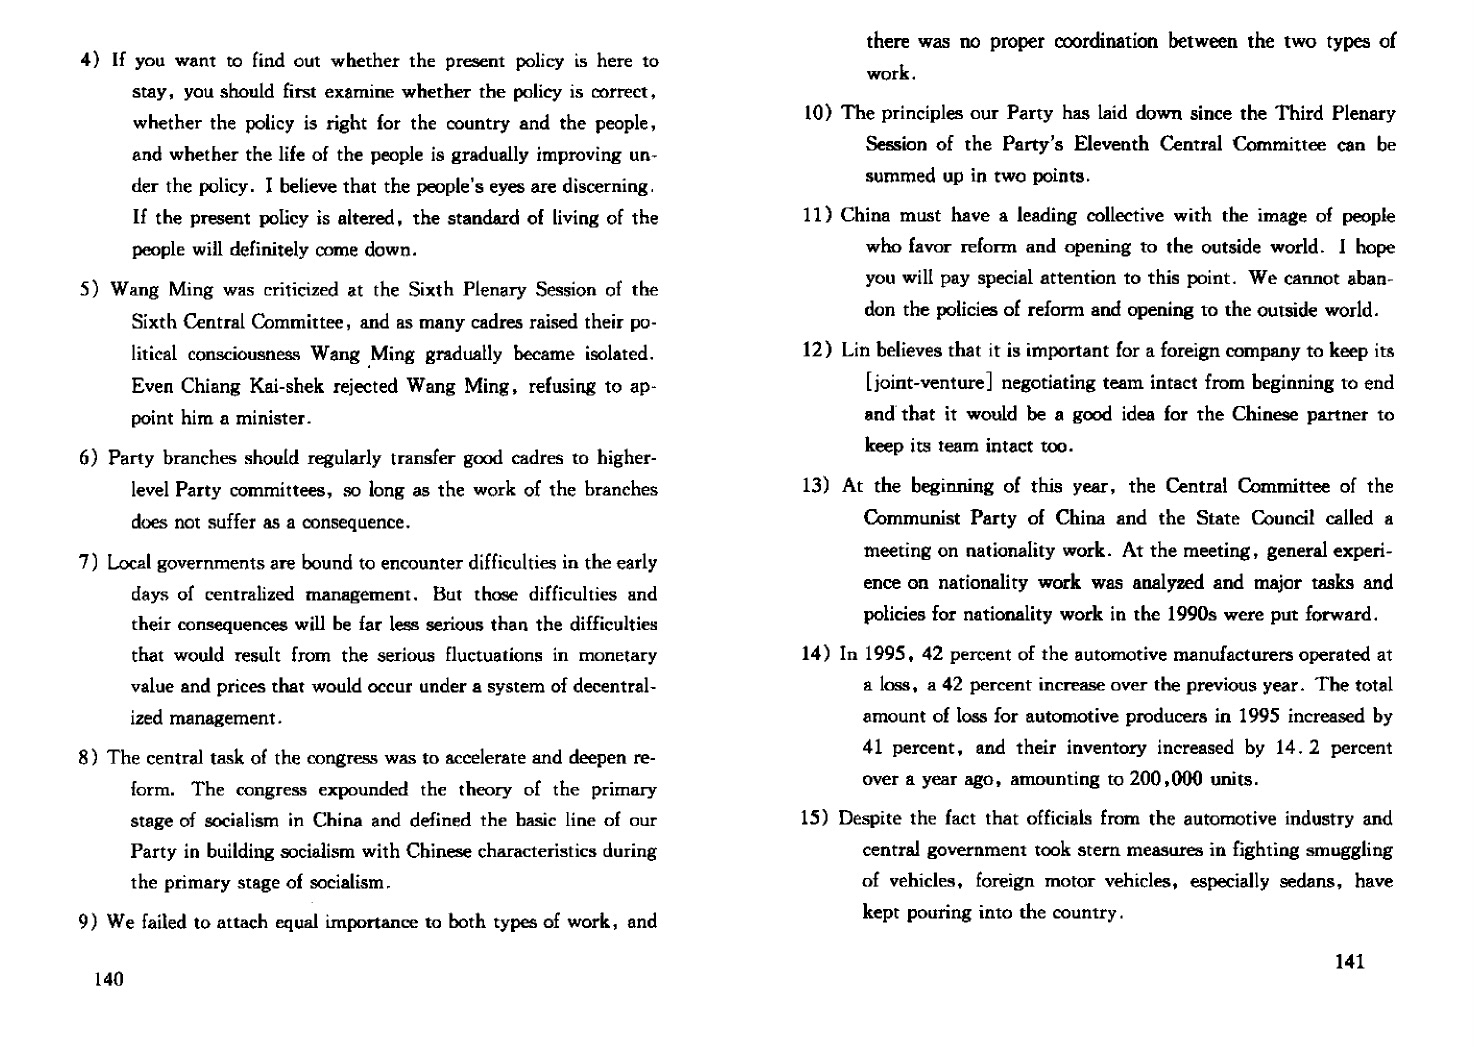 4) If you want to find out whether the present policy is here to
stay, you should first examine whether the policy is correct,
whether the policy is right for the country and the people,
and whether the life of the people is gradually improving un-
der the policy. I believe that the people's eyes are discerning.
If the present policy is altered, the standard of living of the
people will definitely come down.
5) Wang Ming was criticized at the Sixth Plenary Session of the
Sixth Central Committee, and as many cadres raised their po-
litical consciousness Wang Ming gradually became isolated.
Even Chiang Kai-shek rejected Wang Ming, refusing to ap-
point him a minister.
6) Party branches should regularly transfer good cadres to higher-
level Party committees, so long as the work of the branches
does not suffer as a consequence.
7) Local governments are bound to encounter difficulties in the early
days of centralized management. But those difficulties and
their consequences will be far less serious than the difficulties
that would result from the serious fluctuations in monetary
value and prices that would occur under a system of decentral-
ized management.
8) The central task of the congress was to accelerate and deepen re-
form. The congress expounded the theory of the primary
stage of socialism in China and defined the basic line of our
Party in building socialism with Chinese characteristics during
the primary stage of socialism.
9) We failed to attach equal importance to both types of work, and
140
there was no proper coordination between the two types of
work.
10) The principles our Party has laid down since the Third Plenary
Session of the Party's Eleventh Central Committee can be
summed up in two points.
11) China must have a leading collective with the image of people
who favor reform and opening to the outside world. I hope
you will pay special attention to this point. We cannot aban-
don the policies of reform and opening to the outside world.
12) Lin believes that it is important for a foreign company to keep its
[joint-venture] negotiating team intact from beginning to end
and that it would be a good idea for the Chinese partner to
keep its team intact too.
13) At the beginning of this year, the Central Committee of the
Communist Party of China and the State Council called a
meeting on nationality work. At the meeting, general experi-
ence on nationality work was analyzed and major tasks and
policies for nationality work in the 1990s were put forward.
14) In 1995, 42 percent of the automotive manufacturers operated at
a loss, a 42 percent increase over the previous year. The total
amount of loss for automotive producers in 1995 increased by
41 percent, and their inventory increased by 14.2 percent
over a year ago, amounting to 200,000 units.
15) Despite the fact that officials from the automotive industry and
central government took stern measures in fighting smuggling
of vehicles, foreign motor vehicles, especially sedans, have
kept pouring into the country.
141